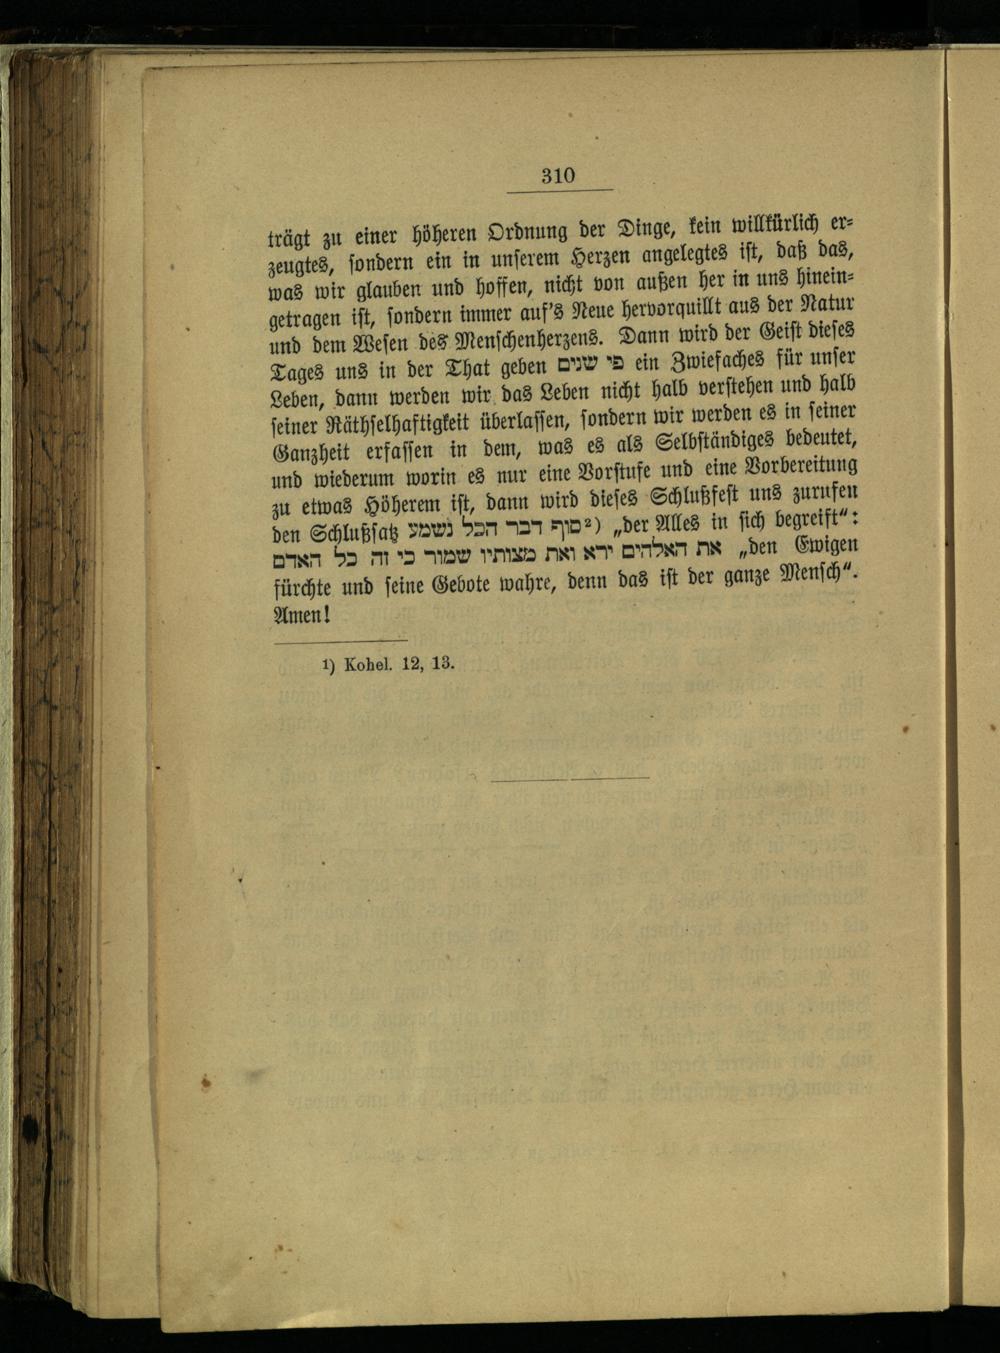 310
trägt zu einer höheren Ordnung der Dinge, kein willkürlich er=
zeugtes, sondern ein in unserem Herzen angelegtes ist, daß das,
was wir glauben und hoffen, nicht von außen her in uns hinein=
getragen ist, sondern immer auf's Neue hervorquillt aus der Natur
und dem Wesen des Menschenherzens. Dann wird der Geist dieses
Tages uns in der That geben פי שנים ein Zwiefaches für unser
Leben, dann werden wir das Leben nicht halb verstehen und halb
seiner Räthselhaftigkeit überlassen, sondern wir werden es in seiner
Ganzheit erfassen in dem, was es als Selbständiges bedeutet,
und wiederum worin es nur eine Vorstufe und eine Vorbereitung
zu etwas Höherem ist, dann wird dieses Schlußfest uns zurufen
den Schlußsatz סוף דבר הכל נשמע²) „der Alles in sich begreift“:
את האלהים ירא ואת מצותיו שמור כי זה כל האדם „den Ewigen
fürchte und seine Gebote wahre, denn das ist der ganze Mensch“.
Amen!
¹) Kohel. 12, 13.